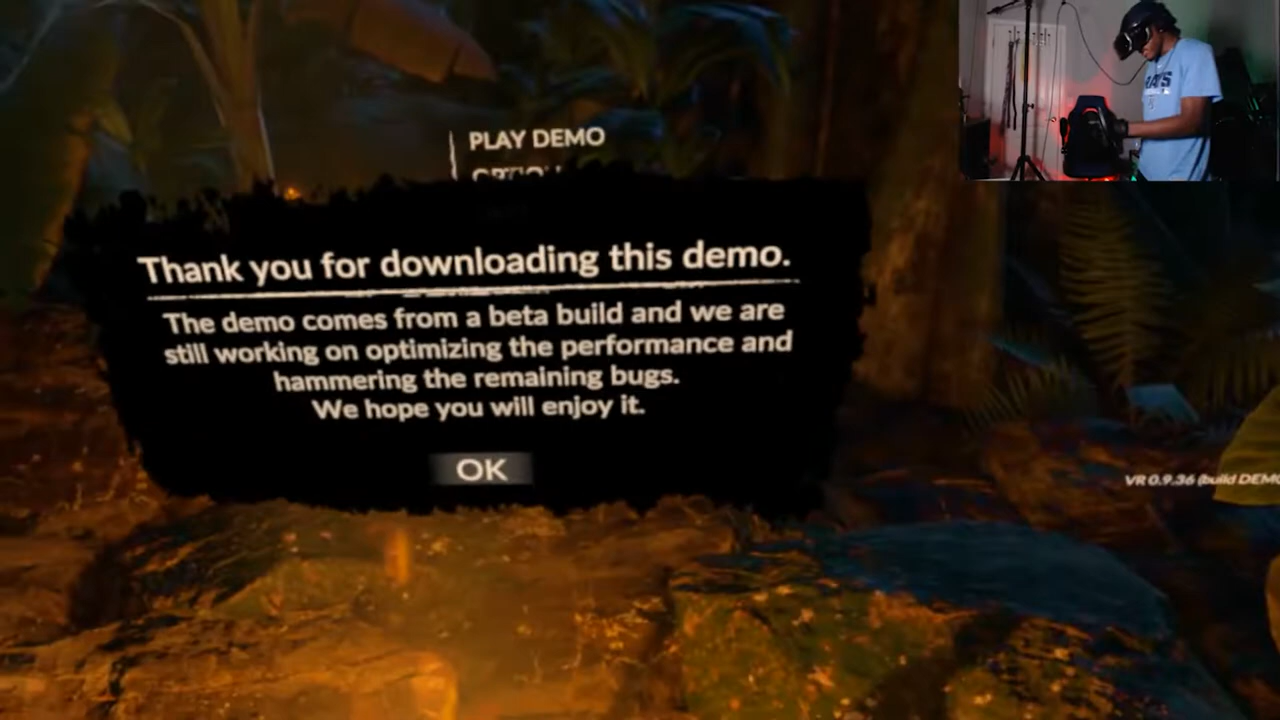 PLAY DEMO
Thank you for downloading this demo.
The demo comes from a beta build and we are
still working on optimizing the performance and
hammering the remaining bugs.
We hope you will enjoy it.
OK
VR 0.9.36 (build DEMO